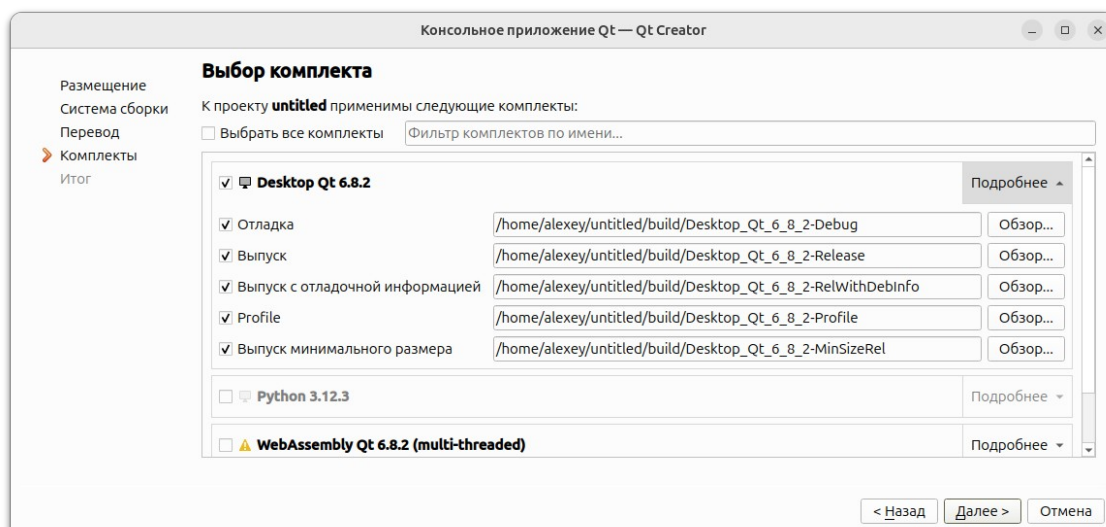 Консольное приложение Qt — Qt Creator
Размещение
Система сборки
Перевод
Комплекты
Итог
Выбор комплекта
К проекту untitled применимы следующие комплекты:
Выбрать все комплекты Фильтр комплектов по имени...
Desktop Qt 6.8.2 Подробнее
Отладка /home/alexey/untitled/build/Desktop_Qt_6_8_2-Debug Обзор...
Выпуск /home/alexey/untitled/build/Desktop_Qt_6_8_2-Release Обзор...
Выпуск с отладочной информацией /home/alexey/untitled/build/Desktop_Qt_6_8_2-RelWithDebInfo Обзор...
Profile /home/alexey/untitled/build/Desktop_Qt_6_8_2-Profile Обзор...
Выпуск минимального размера /home/alexey/untitled/build/Desktop_Qt_6_8_2-MinSizeRel Обзор...
Python 3.12.3 Подробнее
WebAssembly Qt 6.8.2 (multi-threaded) Подробнее
< Назад Далее > Отмена